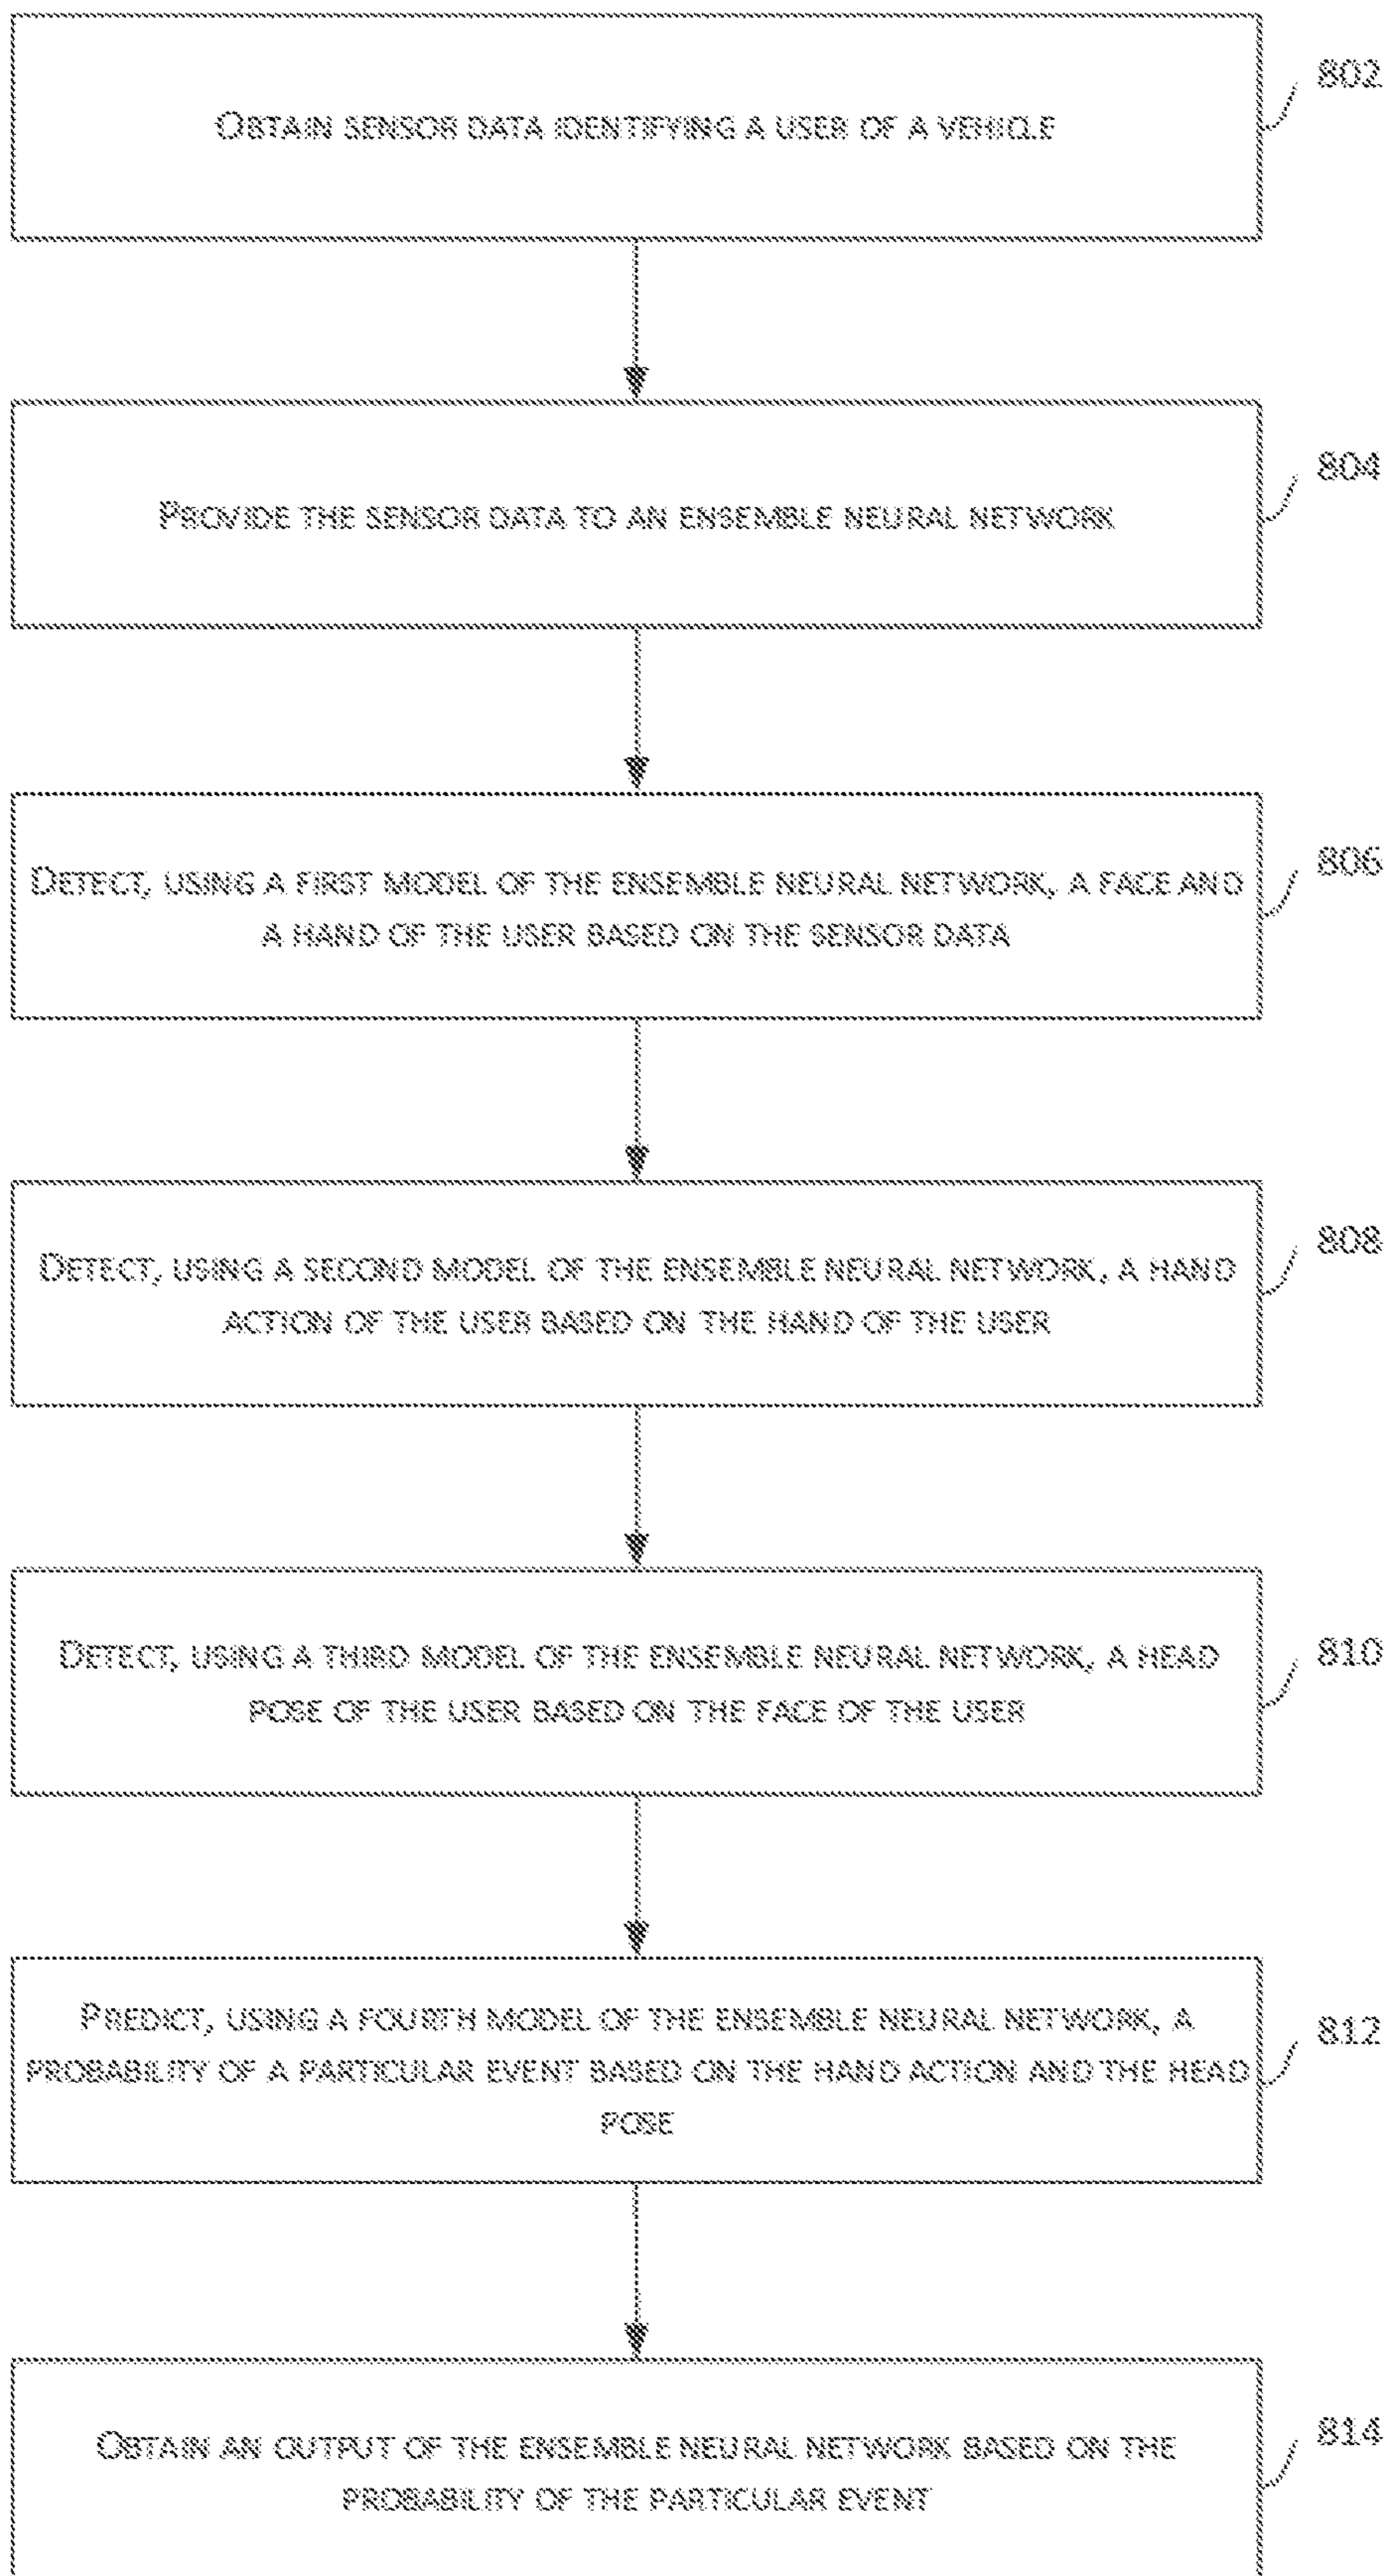 OBTAIN SENSOR DATA IDENTIFYING A USER OF A VEHICLE
802
PROVIDE THE SENSOR DATA TO AN ENSEMBLE NEURAL NETWORK
804
DETECT, USING A FIRST MODEL OF THE ENSEMBLE NEURAL NETWORK, A FACE AND
A HAND OF THE USER BASED ON THE SENSOR DATA
806
DETECT, USING A SECOND MODEL OF THE ENSEMBLE NEURAL NETWORK, A HAND
ACTION OF THE USER BASED ON THE HAND OF THE USER
808
DETECT, USING A THIRD MODEL OF THE ENSEMBLE NEURAL NETWORK, A HEAD
POSE OF THE USER BASED ON THE FACE OF THE USER
810
PREDICT, USING A FOURTH MODEL OF THE ENSEMBLE NEURAL NETWORK, A
PROBABILITY OF A PARTICULAR EVENT BASED ON THE HAND ACTION AND THE HEAD
POSE
812
OBTAIN AN OUTPUT OF THE ENSEMBLE NEURAL NETWORK BASED ON THE
PROBABILITY OF THE PARTICULAR EVENT
814